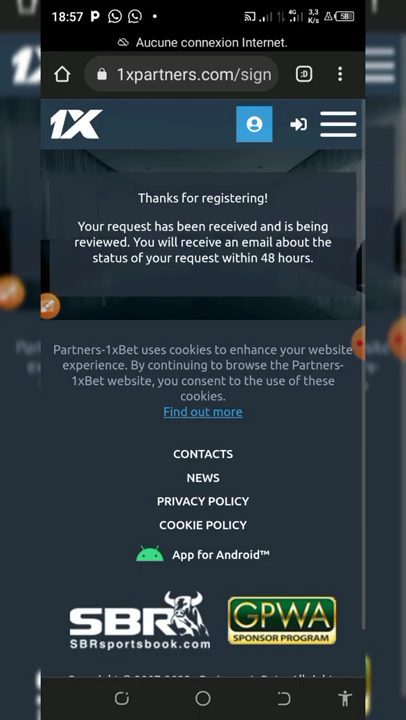 18:57
4G
3,3
K/s
58
Aucune connexion Internet.
1xpartners.com/sign
:D
1X
Thanks for registering!
Your request has been received and is being
reviewed. You will receive an email about the
status of your request within 48 hours.
Partners-1xBet uses cookies to enhance your website
experience. By continuing to browse the Partners-
1xBet website, you consent to the use of these
cookies.
Find out more
CONTACTS
NEWS
PRIVACY POLICY
COOKIE POLICY
App for Android™
SBR
SBRsportsbook.com
GPWA
SPONSOR PROGRAM